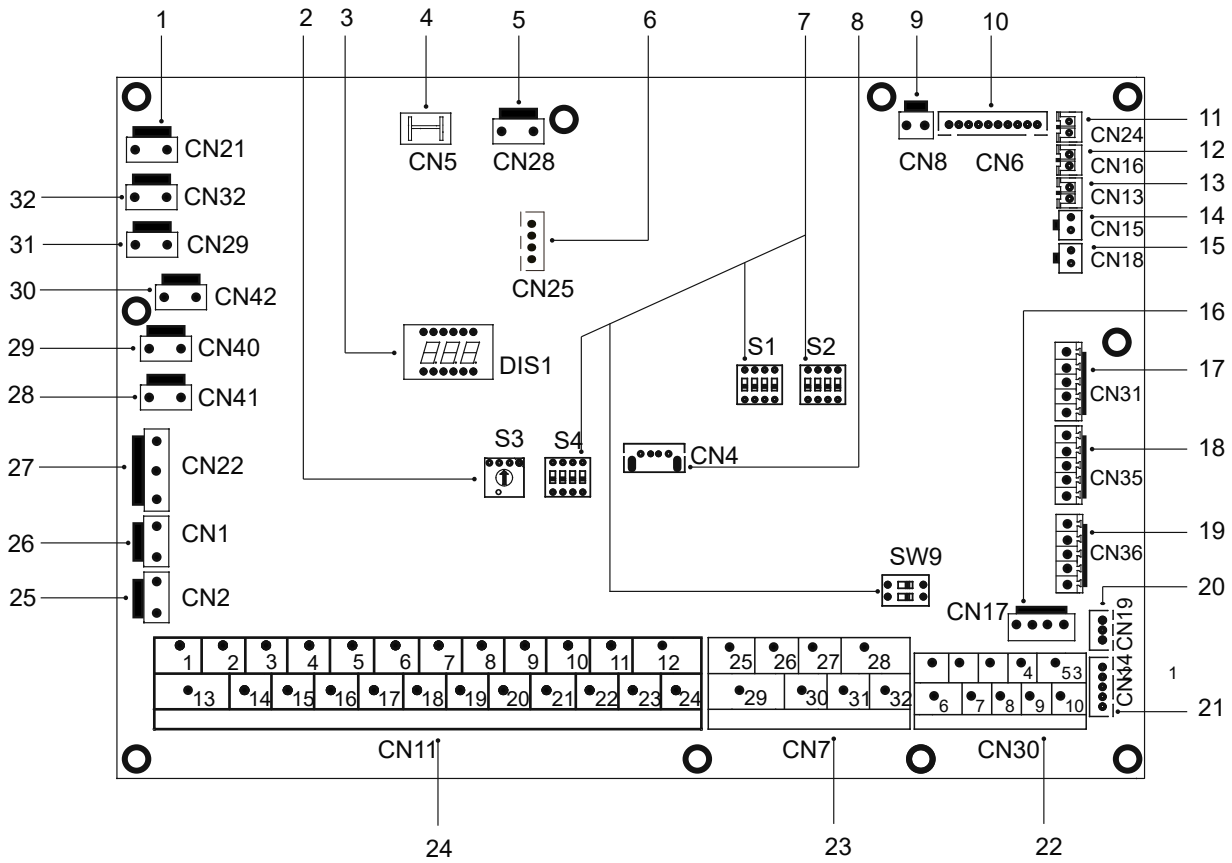 1 2 3 4 5 6 7 8 9 10
11
CN21 CN5 CN28 CN8 CN6 CN24
12
CN16
32 CN32 13
CN13
14
31 CN29 CN15
15
CN18
30 CN42 CN25
16
29 CN40 DIS1 S1 S2
17
28 CN41 CN31
27 CN22 S3 S4 CN4 18
CN35
26 CN1 19
CN36
SW9
25 CN2 20
CN17 CN19
1 2 3 4 5 6 7 8 9 10 11 12 25 26 27 28 4 53 CN34 1
13 14 15 16 17 18 19 20 21 22 23 24 29 30 31 32 6 7 8 9 10 21
CN11 CN7 CN30
24 23 22